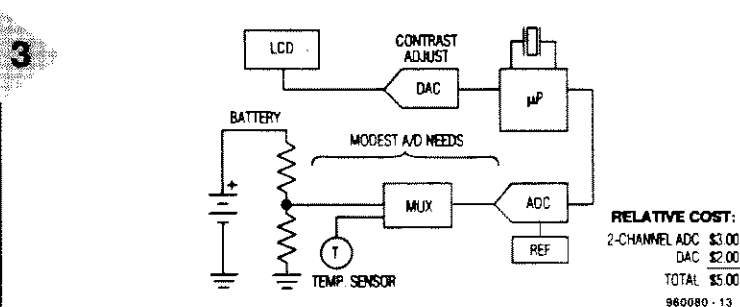 3
LCD
CONTRAST
ADJUST
DAC
µP
BATTERY
MODEST A/D NEEDS
+
MUX
ADC
REF
T
TEMP. SENSOR
RELATIVE COST:
2-CHANNEL ADC $3.00
DAC $2.00
TOTAL $5.00
960080 - 13